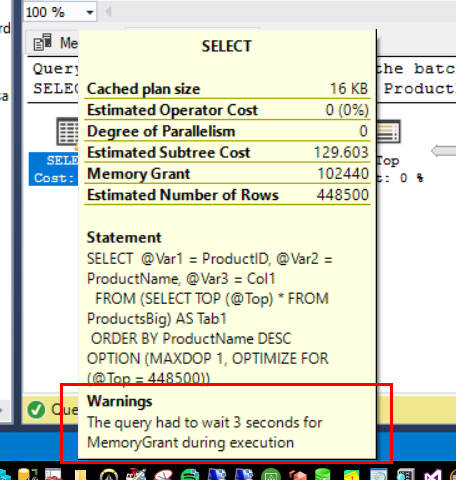 100 %
Me
SELECT
Query
the batc
SELEC
Product
Cached plan size 16 KB
Estimated Operator Cost 0 (0%)
Degree of Parallelism 0
Estimated Subtree Cost 129.603
Memory Grant 102440
Estimated Number of Rows 448500
SELE
Cost:
Top
t: 0 %
Statement
SELECT @Var1 = ProductID, @Var2 =
ProductName, @Var3 = Col1
FROM (SELECT TOP (@Top) * FROM
ProductsBig) AS Tab1
ORDER BY ProductName DESC
OPTION (MAXDOP 1, OPTIMIZE FOR
(@Top = 448500))
Que
Warnings
The query had to wait 3 seconds for
MemoryGrant during execution